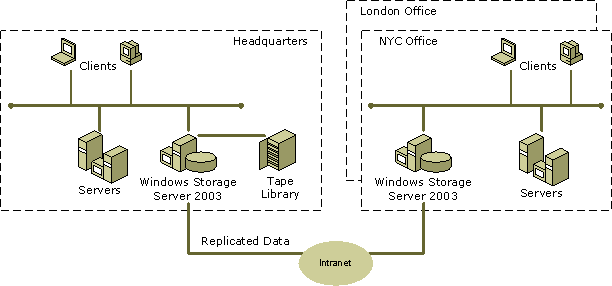 London Office
Headquarters
NYC Office
Clients
Clients
Servers
Windows Storage
Server 2003
Tape
Library
Windows Storage
Server 2003
Servers
Replicated Data
Intranet